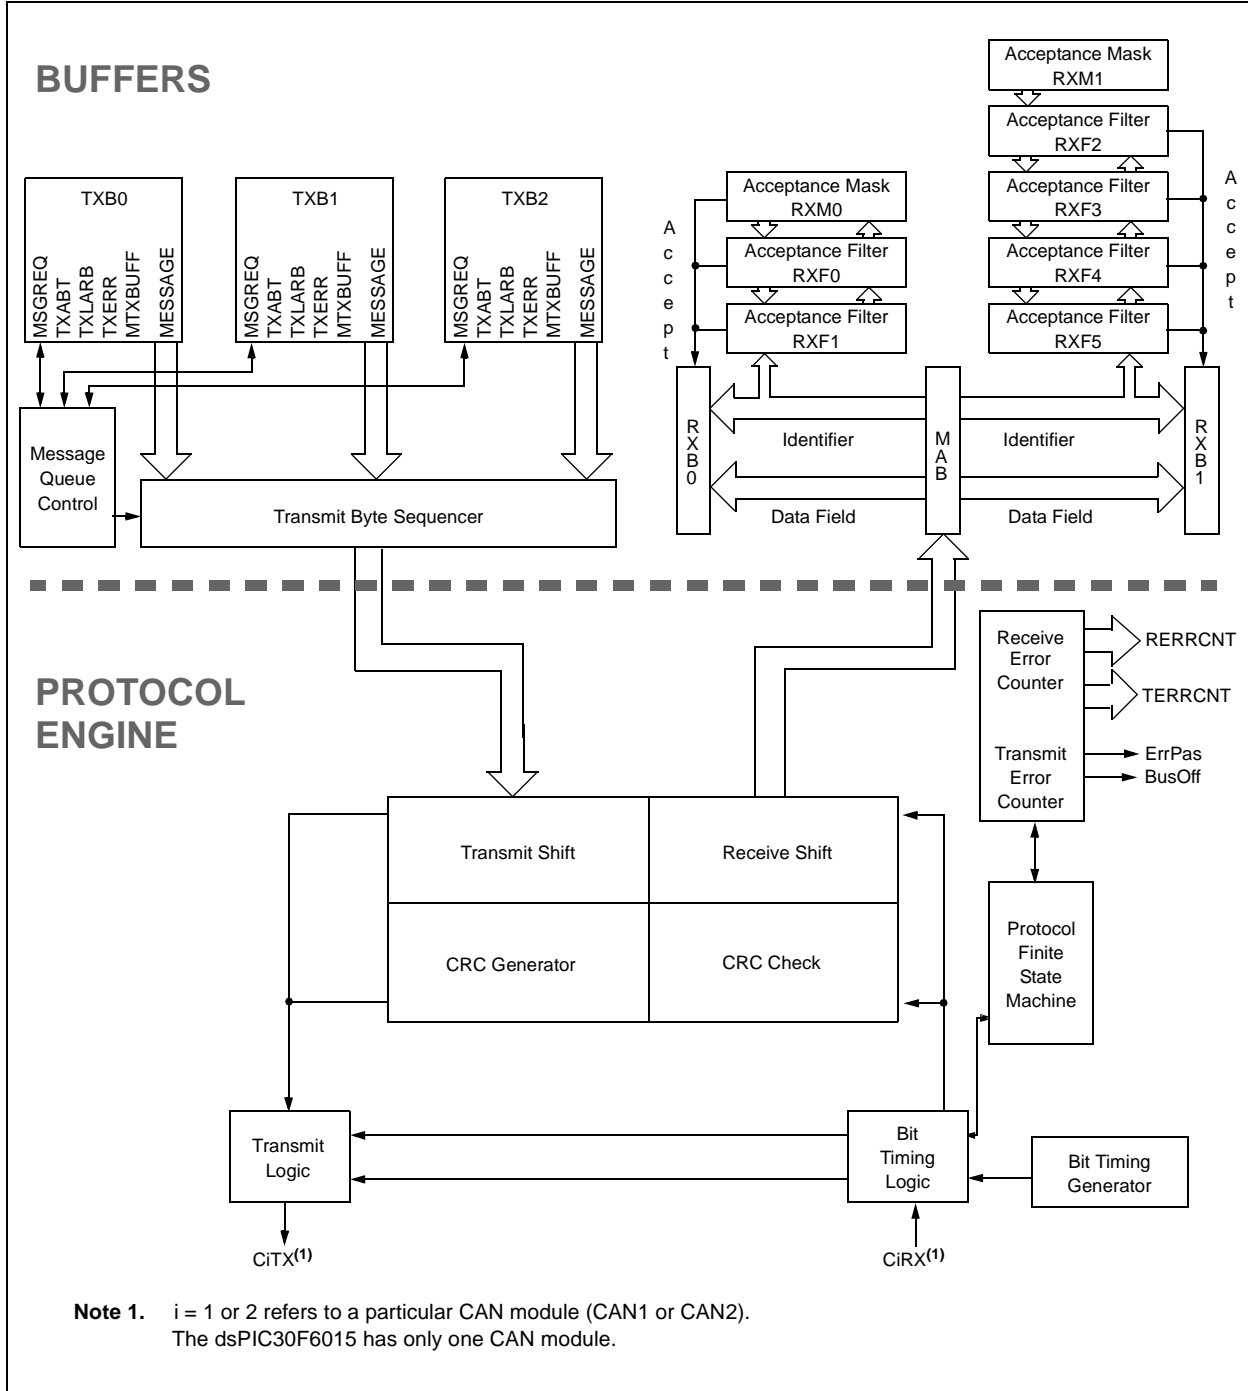 BUFFERS
Acceptance Mask
RXM1
Acceptance Filter
RXF2
Acceptance Filter
RXF3
Acceptance Filter
RXF4
Acceptance Filter
RXF5
Accept
Acceptance Mask
RXM0
Acceptance Filter
RXF0
Acceptance Filter
RXF1
Accept
TXB0
MSGREQ
TXABT
TXLARB
TXERR
MTXBUFF
MESSAGE
TXB1
MSGREQ
TXABT
TXLARB
TXERR
MTXBUFF
MESSAGE
TXB2
MSGREQ
TXABT
TXLARB
TXERR
MTXBUFF
MESSAGE
Message
Queue
Control
Transmit Byte Sequencer
RXB0
Identifier
Data Field
MAB
Identifier
Data Field
RXB1
PROTOCOL
ENGINE
Receive
Error
Counter
RERRCNT
TERRCNT
Transmit
Error
Counter
ErrPas
BusOff
Transmit Shift
Receive Shift
CRC Generator
CRC Check
Protocol
Finite
State
Machine
Transmit
Logic
Bit
Timing
Logic
Bit Timing
Generator
CiTX(1)
CiRX(1)
Note 1. i = 1 or 2 refers to a particular CAN module (CAN1 or CAN2).
The dsPIC30F6015 has only one CAN module.